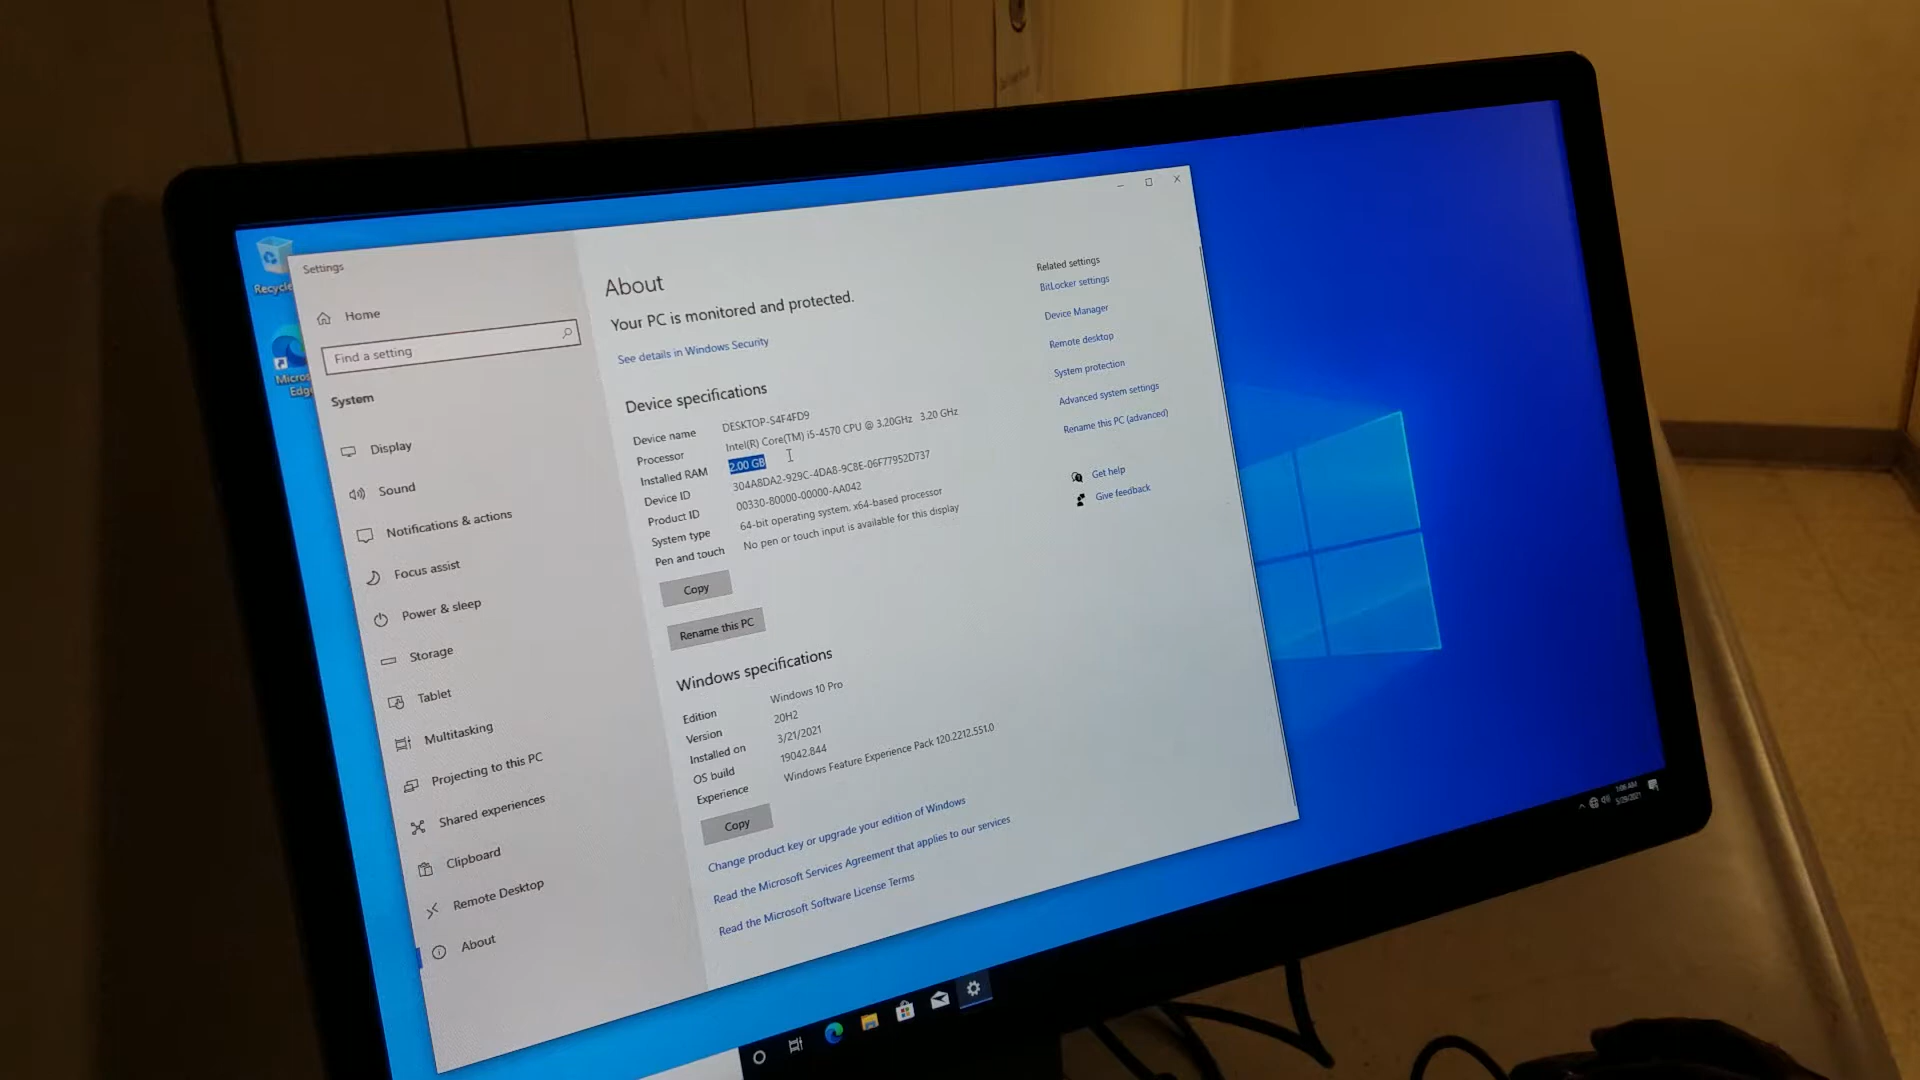 Recycle
Micros
Edge
Settings
Home
Find a setting
System
Display
Sound
Notifications & actions
Focus assist
Power & sleep
Storage
Tablet
Multitasking
Projecting to this PC
Shared experiences
Clipboard
Remote Desktop
About
About
Your PC is monitored and protected.
See details in Windows Security
Device specifications
Device name DESKTOP-S4F4FD9
Processor Intel(R) Core(TM) i5-4570 CPU @ 3.20GHz 3.20 GHz
Installed RAM 2.00 GB
Device ID 304A8DA2-929C-4DA8-9C8E-06F77952D737
Product ID 00330-80000-00000-AA042
System type 64-bit operating system, x64-based processor
Pen and touch No pen or touch input is available for this display
Copy
Rename this PC
Windows specifications
Edition Windows 10 Pro
Version 20H2
Installed on 3/21/2021
OS build 19042.844
Experience Windows Feature Experience Pack 120.2212.551.0
Copy
Change product key or upgrade your edition of Windows
Read the Microsoft Services Agreement that applies to our services
Read the Microsoft Software License Terms
Related settings
BitLocker settings
Device Manager
Remote desktop
System protection
Advanced system settings
Rename this PC (advanced)
Get help
Give feedback